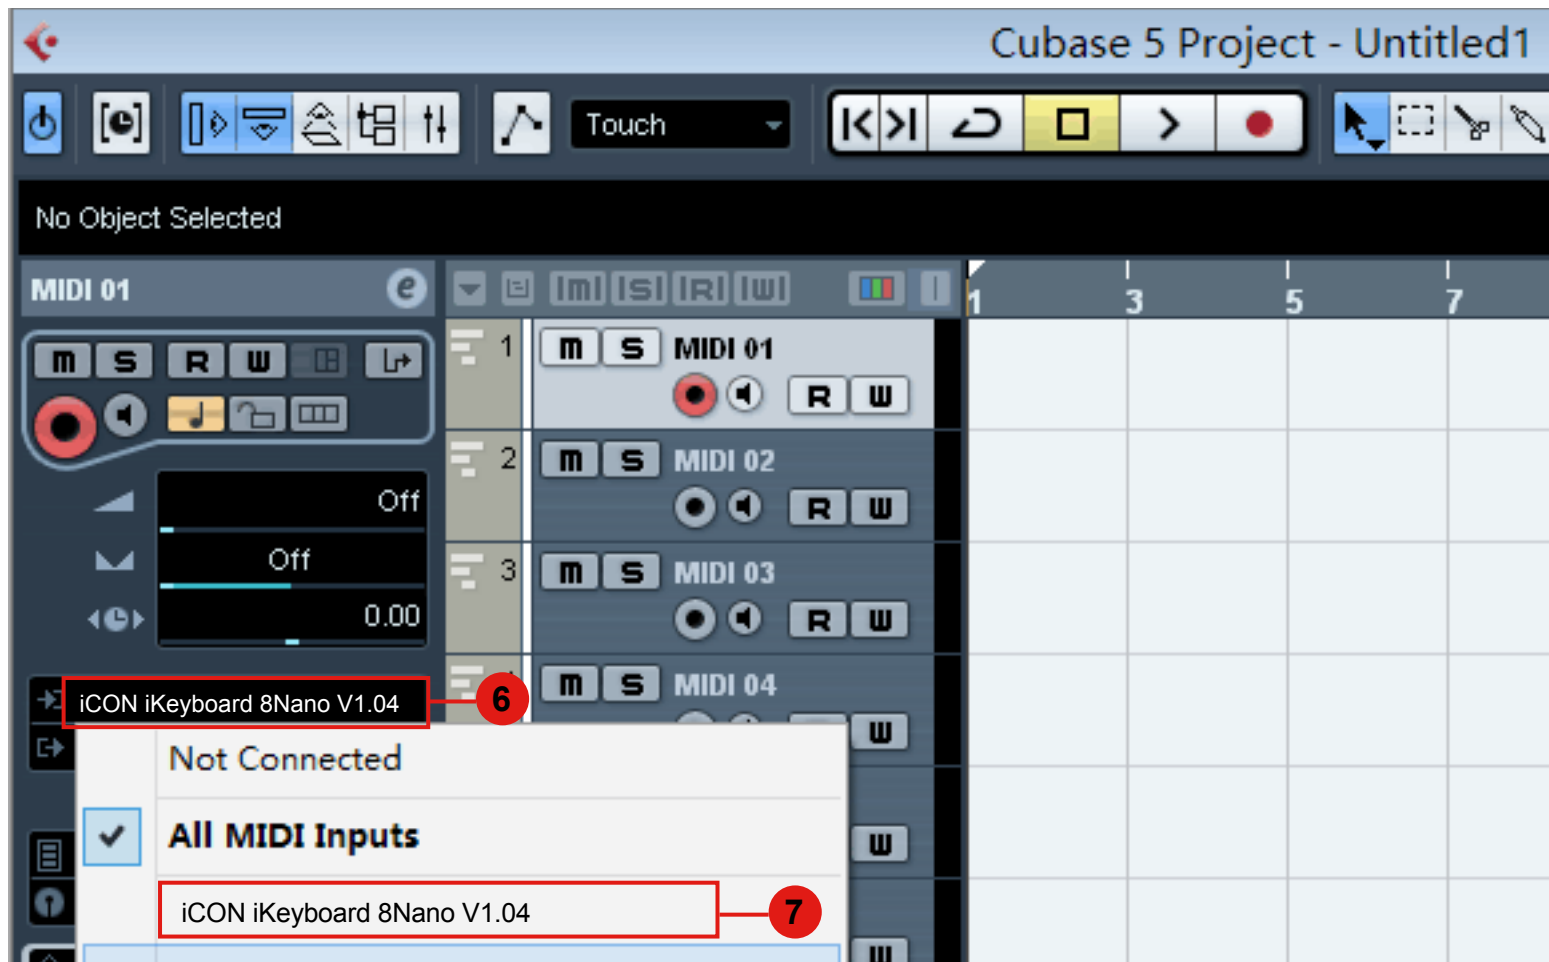 Cubase 5 Project - Untitled1
Touch
No Object Selected
MIDI 01
m S R W
Off
Off
0.00
|m| |S| |R| |W|
1 3 5 7
1 m S MIDI 01
R W
2 m S MIDI 02
R W
3 m S MIDI 03
R W
m S MIDI 04
W
iCON iKeyboard 8Nano V1.04
6
Not Connected
All MIDI Inputs
W
iCON iKeyboard 8Nano V1.04
7
W